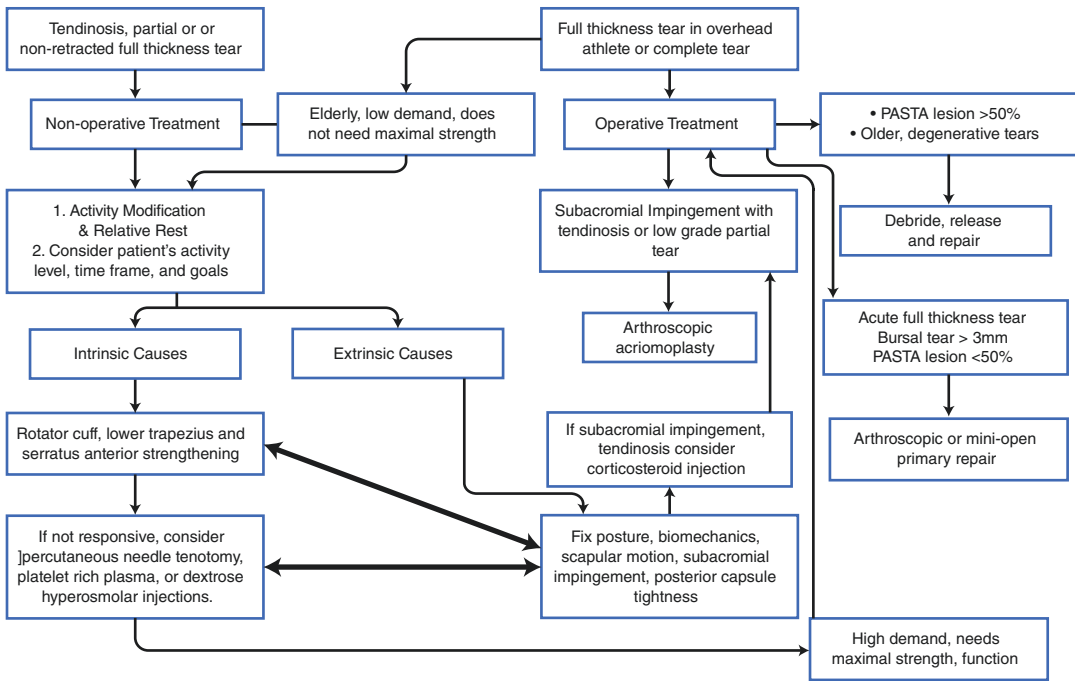 Tendinosis, partial or or
non-retracted full thickness tear
Full thickness tear in overhead
athlete or complete tear
Non-operative Treatment
Elderly, low demand, does
not need maximal strength
Operative Treatment
• PASTA lesion >50%
• Older, degenerative tears
1. Activity Modification
& Relative Rest
2. Consider patient's activity
level, time frame, and goals
Subacromial Impingement with
tendinosis or low grade partial
tear
Debride, release
and repair
Intrinsic Causes
Extrinsic Causes
Arthroscopic
acriomoplasty
Acute full thickness tear
Bursal tear > 3mm
PASTA lesion <50%
Rotator cuff, lower trapezius and
serratus anterior strengthening
If subacromial impingement,
tendinosis consider
corticosteroid injection
Arthroscopic or mini-open
primary repair
If not responsive, consider
]percutaneous needle tenotomy,
platelet rich plasma, or dextrose
hyperosmolar injections.
Fix posture, biomechanics,
scapular motion, subacromial
impingement, posterior capsule
tightness
High demand, needs
maximal strength, function